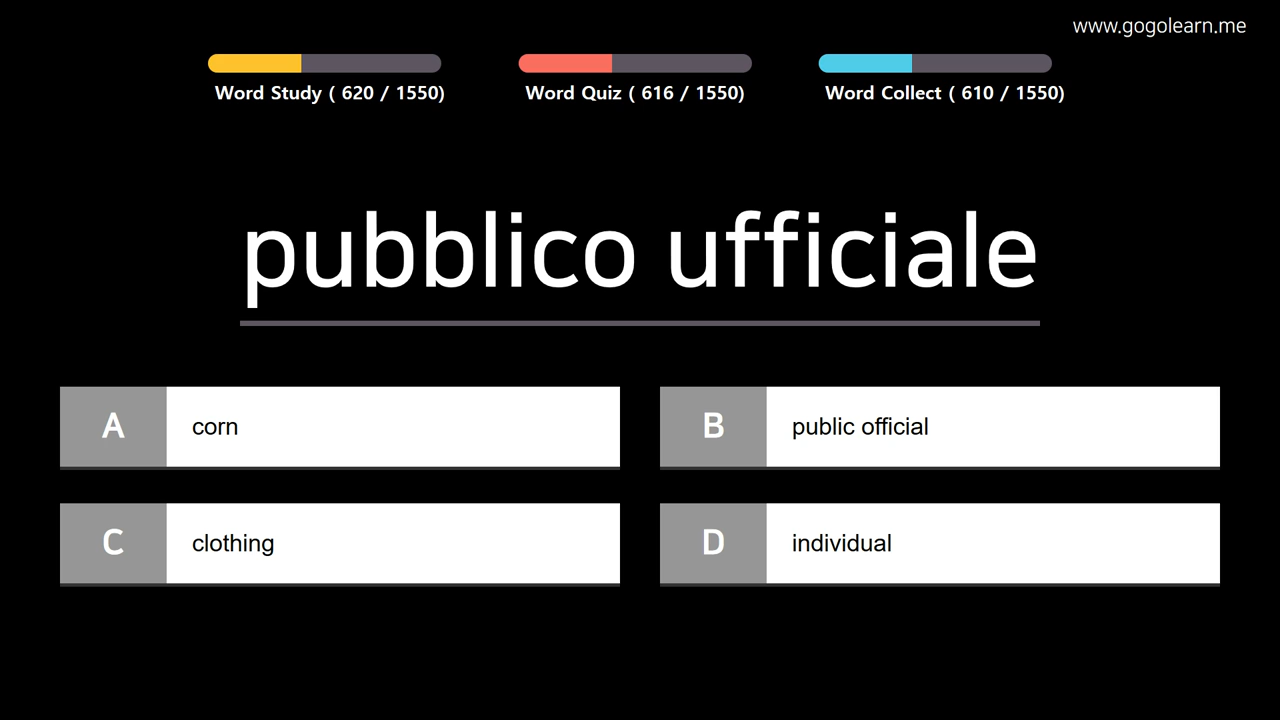 www.gogolearn.me
Word Study ( 620 / 1550)
Word Quiz ( 616 / 1550)
Word Collect ( 610 / 1550)
pubblico ufficiale
A
corn
B
public official
C
clothing
D
individual